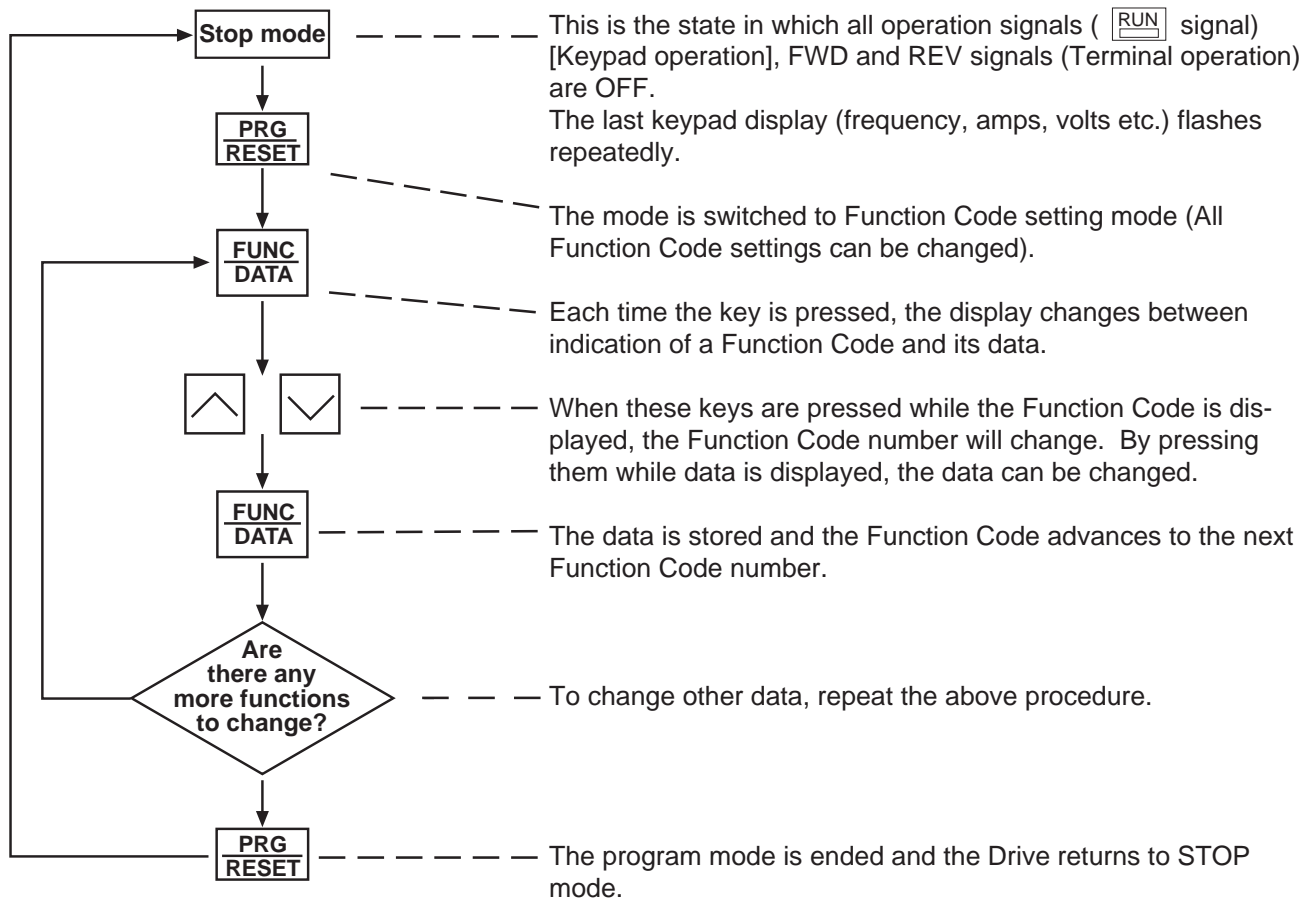 Stop mode
This is the state in which all operation signals ( RUN signal)
[Keypad operation], FWD and REV signals (Terminal operation)
are OFF.
The last keypad display (frequency, amps, volts etc.) flashes
repeatedly.
PRG
RESET
The mode is switched to Function Code setting mode (All
Function Code settings can be changed).
FUNC
DATA
Each time the key is pressed, the display changes between
indication of a Function Code and its data.
When these keys are pressed while the Function Code is dis-
played, the Function Code number will change. By pressing
them while data is displayed, the data can be changed.
FUNC
DATA
The data is stored and the Function Code advances to the next
Function Code number.
Are
there any
more functions
to change?
To change other data, repeat the above procedure.
PRG
RESET
The program mode is ended and the Drive returns to STOP
mode.